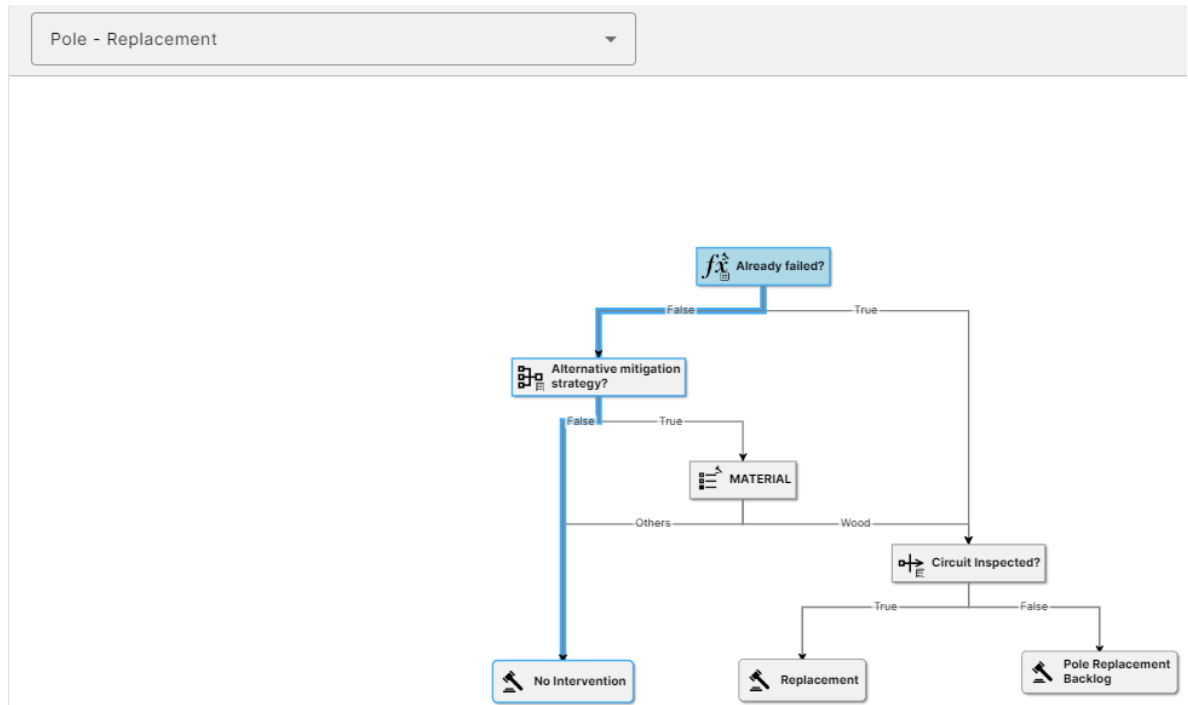 Pole - Replacement
fx
Already failed?
False
True
Alternative mitigation
strategy?
False
True
MATERIAL
Others
Wood
Circuit Inspected?
True
False
No Intervention
Replacement
Pole Replacement
Backlog